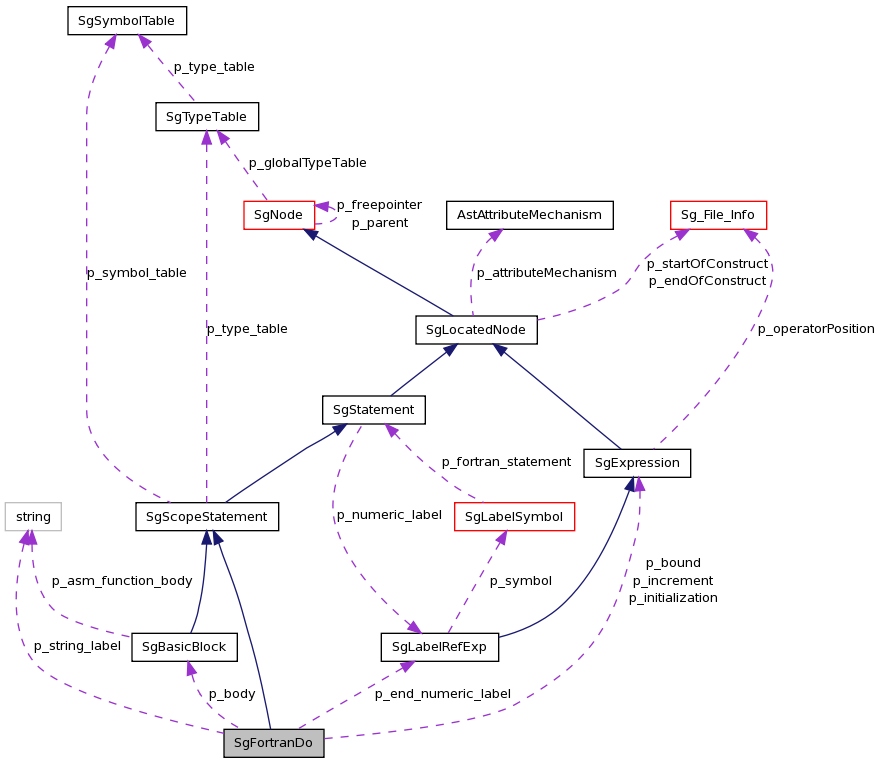 SgSymbolTable
p_type_table
SgTypeTable
p_globalTypeTable
SgNode
p_freepointer
p_parent
AstAttributeMechanism
Sg_File_Info
p_symbol_table
p_attributeMechanism
p_startOfConstruct
p_endOfConstruct
p_type_table
SgLocatedNode
p_operatorPosition
SgStatement
p_fortran_statement
SgExpression
string
SgScopeStatement
p_numeric_label
SgLabelSymbol
p_asm_function_body
p_symbol
p_bound
p_increment
p_initialization
p_string_label
SgBasicBlock
SgLabelRefExp
p_body
p_end_numeric_label
SgFortranDo